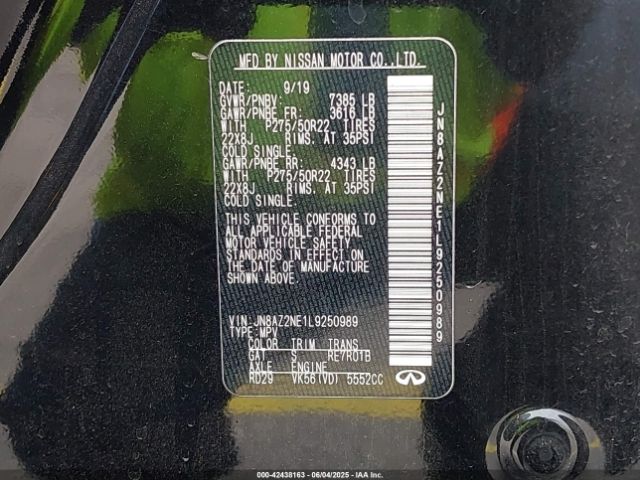 MFD BY NISSAN MOTOR CO.,LTD.
DATE: 9/19
GVWR/PNBV: 7385 LB
GAWR/PNBE FR: 3616 LB
WITH P275/50R22 TIRES
22X8J RIMS. AT 35PSI
COLD SINGLE.
GAWR/PNBE RR: 4343 LB
WITH P275/50R22 TIRES
22X8J RIMS. AT 35PSI
COLD SINGLE.
THIS VEHICLE CONFORMS TO
ALL APPLICABLE FEDERAL
MOTOR VEHICLE SAFETY
STANDARDS IN EFFECT ON
THE DATE OF MANUFACTURE
SHOWN ABOVE.
VIN:JN8AZ2NE1L9250989
TYPE:MPV
COLOR TRIM TRANS
GAT S RE7R01B
AXLE ENGINE
RD29 VK56(VD) 5552CC
JN8AZ2NE1L9250989
000-42438163 - 06/04/2025 - IAA Inc.